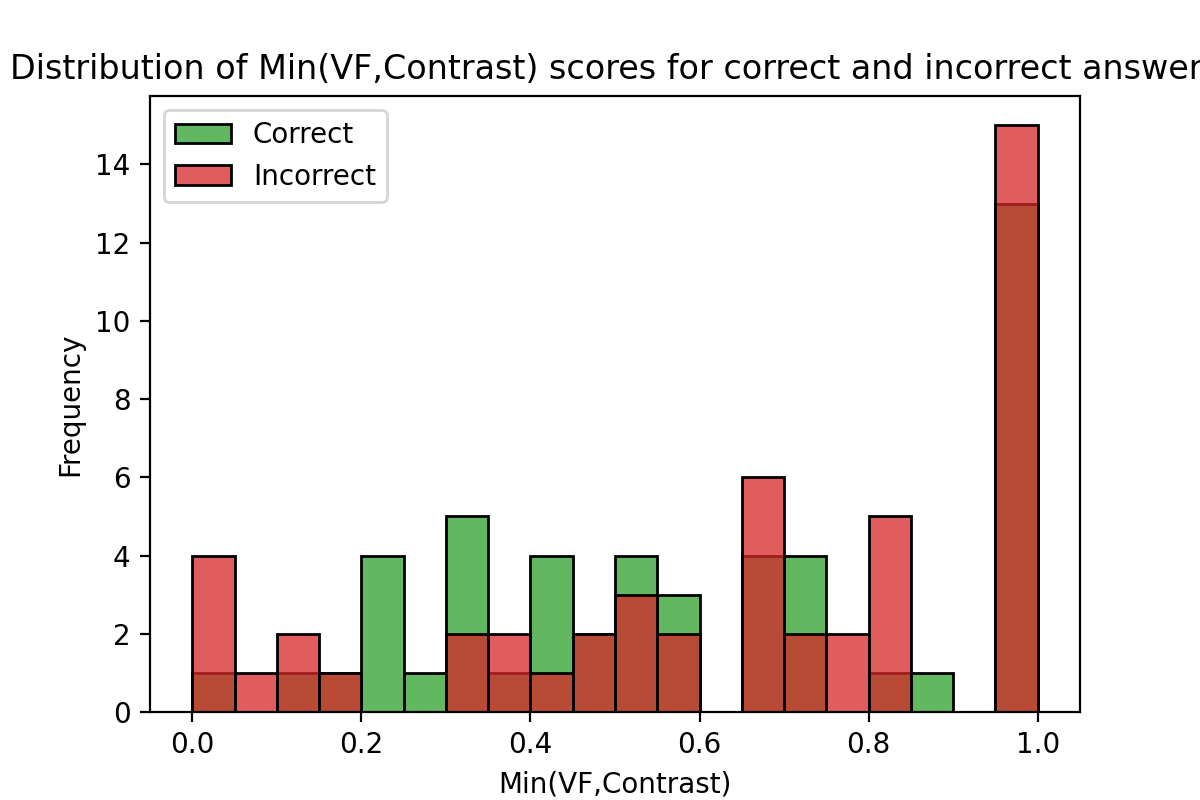 Distribution of Min(VF,Contrast) scores for correct and incorrect answer
Correct
Incorrect
Frequency
14
12
10
8
6
4
2
0
0.0 0.2 0.4 0.6 0.8 1.0
Min(VF,Contrast)